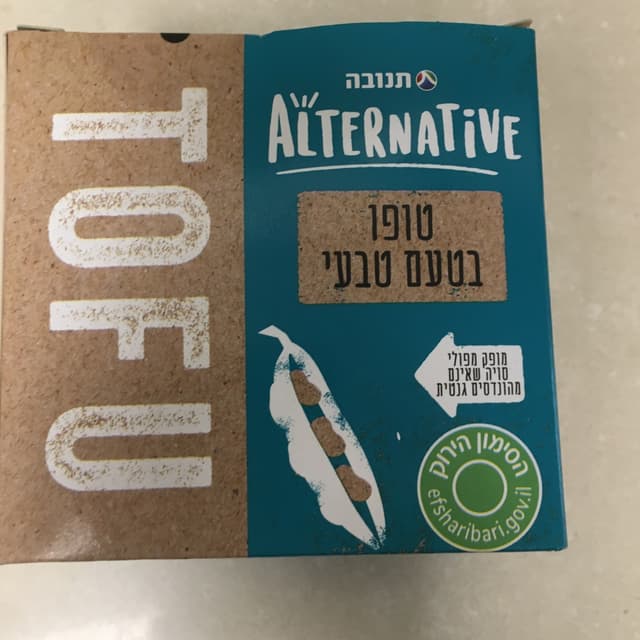 TOFU
תנובה
ALTERNATIVE
טופו
בטעם טבעי
מופק מפולי
סויה שאינם
מהונדסים גנטית
הסימון הירוק
efsharibari.gov.il